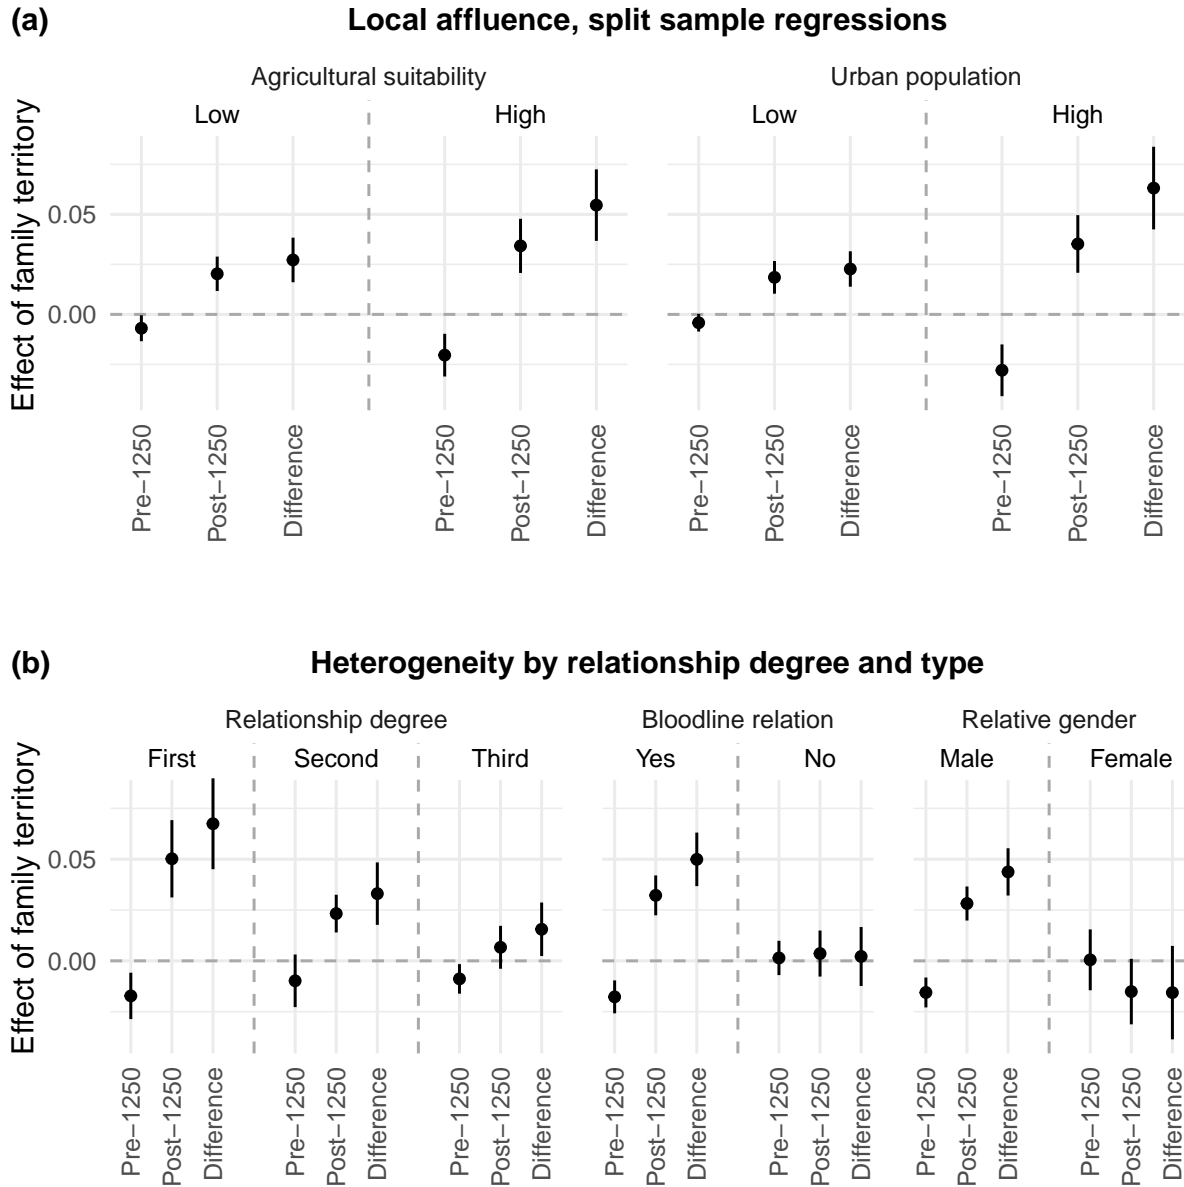 (a) Local affluence, split sample regressions
Agricultural suitability Urban population
Low High Low High
Effect of family territory
0.05
0.00
Pre−1250 Post−1250 Difference Pre−1250 Post−1250 Difference Pre−1250 Post−1250 Difference Pre−1250 Post−1250 Difference
(b) Heterogeneity by relationship degree and type
Relationship degree Bloodline relation Relative gender
First Second Third Yes No Male Female
Effect of family territory
0.05
0.00
Pre−1250 Post−1250 Difference Pre−1250 Post−1250 Difference Pre−1250 Post−1250 Difference Pre−1250 Post−1250 Difference Pre−1250 Post−1250 Difference Pre−1250 Post−1250 Difference Pre−1250 Post−1250 Difference